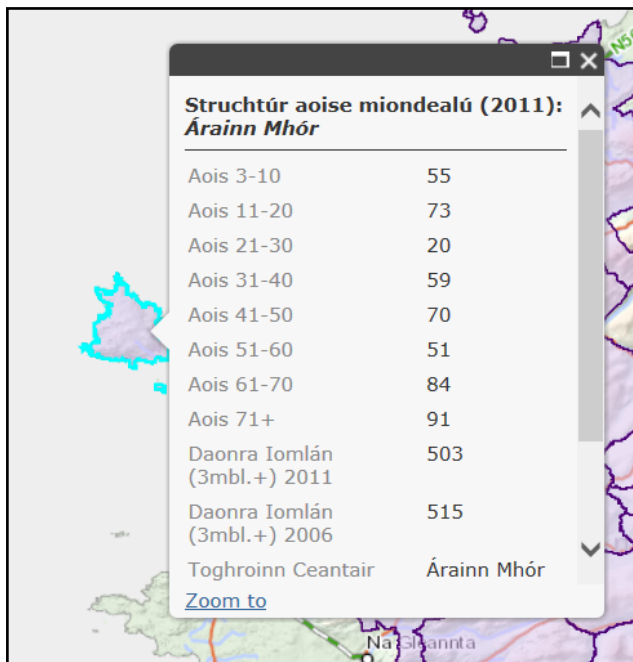 N56
Struchtúr aoise miondealú (2011):
Árainn Mhór
Aois 3-10 55
Aois 11-20 73
Aois 21-30 20
Aois 31-40 59
Aois 41-50 70
Aois 51-60 51
Aois 61-70 84
Aois 71+ 91
Daonra Iomlán 503
(3mbl.+) 2011
Daonra Iomlán 515
(3mbl.+) 2006
Toghroinn Ceantair Árainn Mhór
Zoom to
Na Gleannta